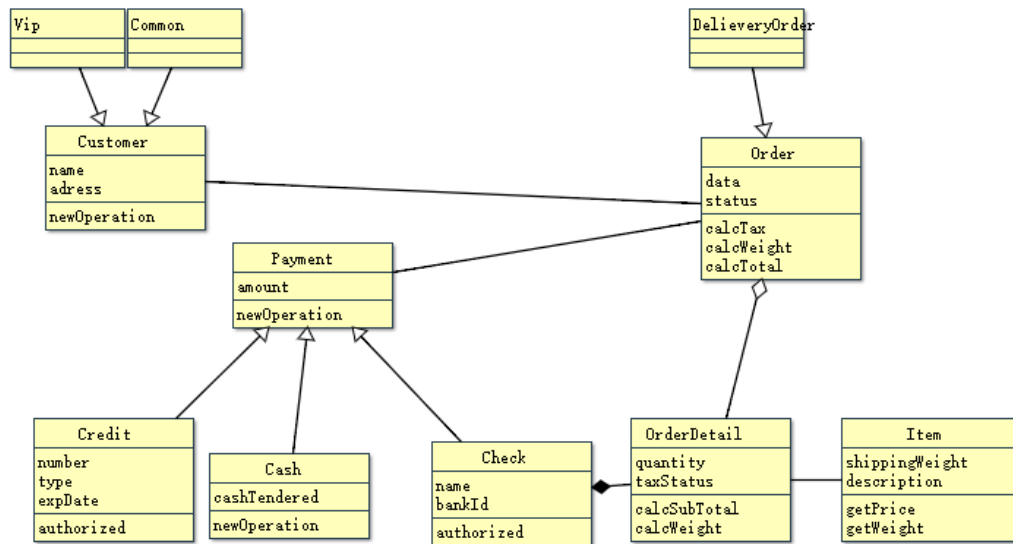 Vip
Common
DelieveryOrder
Customer
name
adress
newOperation
Order
data
status
calcTax
calcWeight
calcTotal
Payment
amount
newOperation
Credit
number
type
expDate
authorized
Cash
cashTendered
newOperation
Check
name
bankId
authorized
OrderDetail
quantity
taxStatus
calcSubTotal
calcWeight
Item
shippingWeight
description
getPrice
getWeight